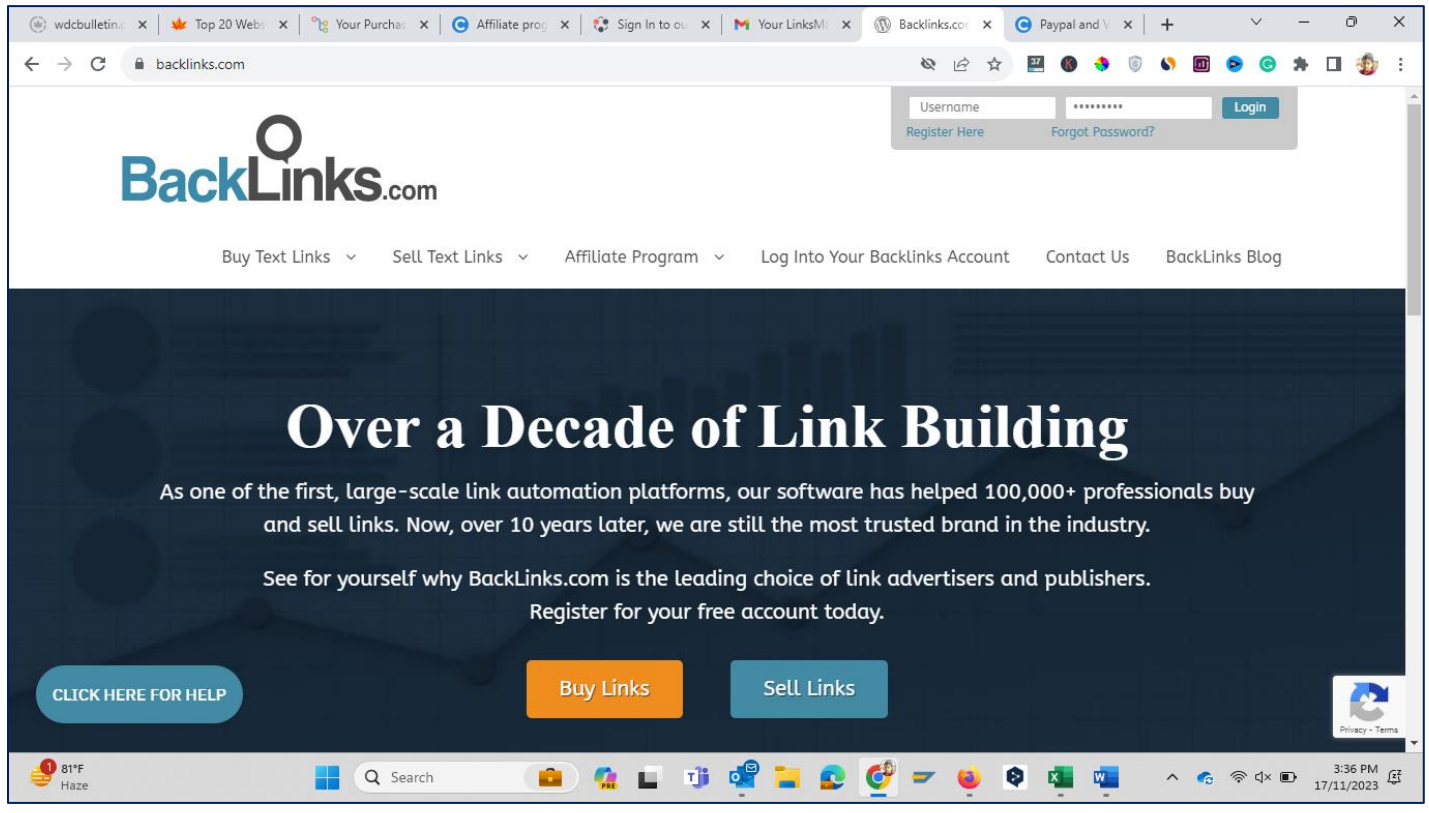 wdcbulletin.c
Top 20 Webs
Your Purchas
Affiliate prog
Sign In to ou
Your LinksMa
Backlinks.cor
Paypal and V
backlinks.com
37
Username
•••••••••
Login
Register Here
Forgot Password?
BackLinks.com
Buy Text Links
Sell Text Links
Affiliate Program
Log Into Your Backlinks Account
Contact Us
BackLinks Blog
Over a Decade of Link Building
As one of the first, large-scale link automation platforms, our software has helped 100,000+ professionals buy
and sell links. Now, over 10 years later, we are still the most trusted brand in the industry.
See for yourself why BackLinks.com is the leading choice of link advertisers and publishers.
Register for your free account today.
Buy Links
Sell Links
CLICK HERE FOR HELP
Privacy - Terms
1
81°F
Haze
Search
PRE
3:36 PM
17/11/2023